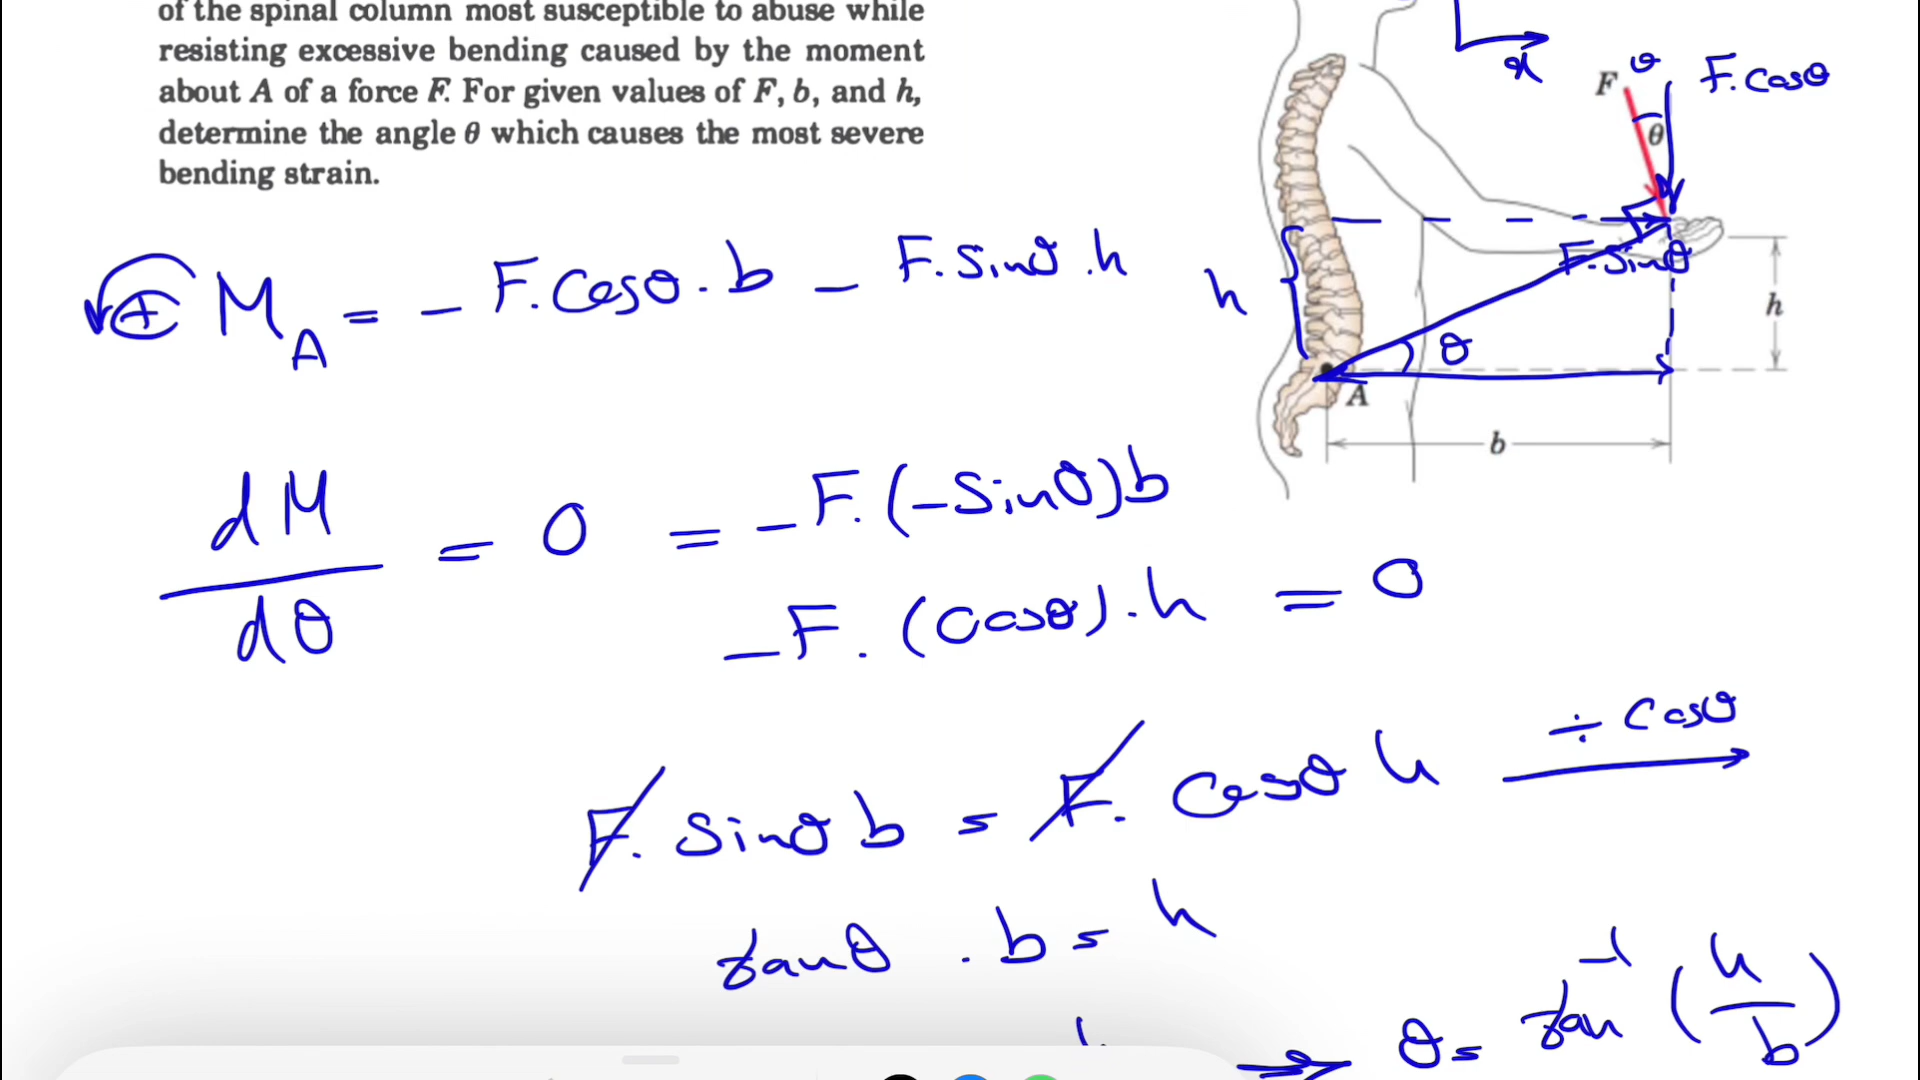 of the spinal column most susceptible to abuse while
resisting excessive bending caused by the moment
about A of a force F. For given values of F, b, and h,
determine the angle θ which causes the most severe
bending strain.
x
F θ F.Cosθ
θ
F.Sinθ
h
h
θ
A
b
+ M_A = - F.Cosθ.b - F.Sinθ.h
dM/dθ = 0 = -F.(-Sinθ)b
-F.(Cosθ).h = 0
F.Sinθ b = F.Cosθ h ÷ Cosθ
tanθ . b = h
θ = tan⁻¹ (h/b)